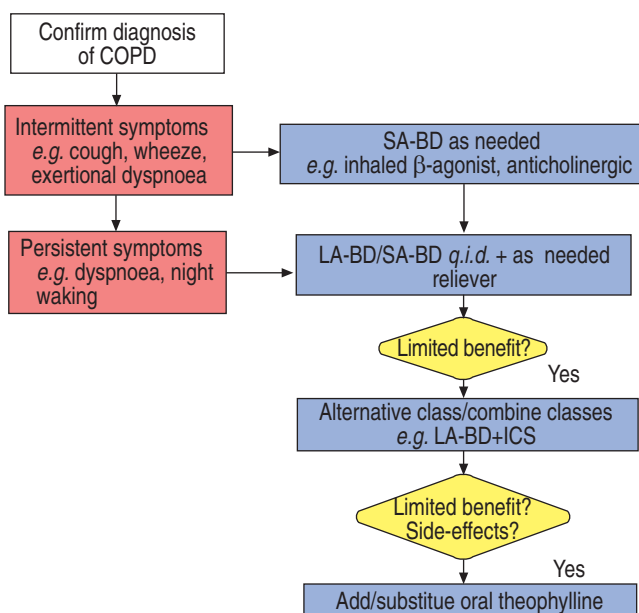 Confirm diagnosis
of COPD
Intermittent symptoms
e.g. cough, wheeze,
exertional dyspnoea
SA-BD as needed
e.g. inhaled β-agonist, anticholinergic
Persistent symptoms
e.g. dyspnoea, night
waking
LA-BD/SA-BD q.i.d. + as needed
reliever
Limited benefit?
Yes
Alternative class/combine classes
e.g. LA-BD+ICS
Limited benefit?
Side-effects?
Yes
Add/substitue oral theophylline